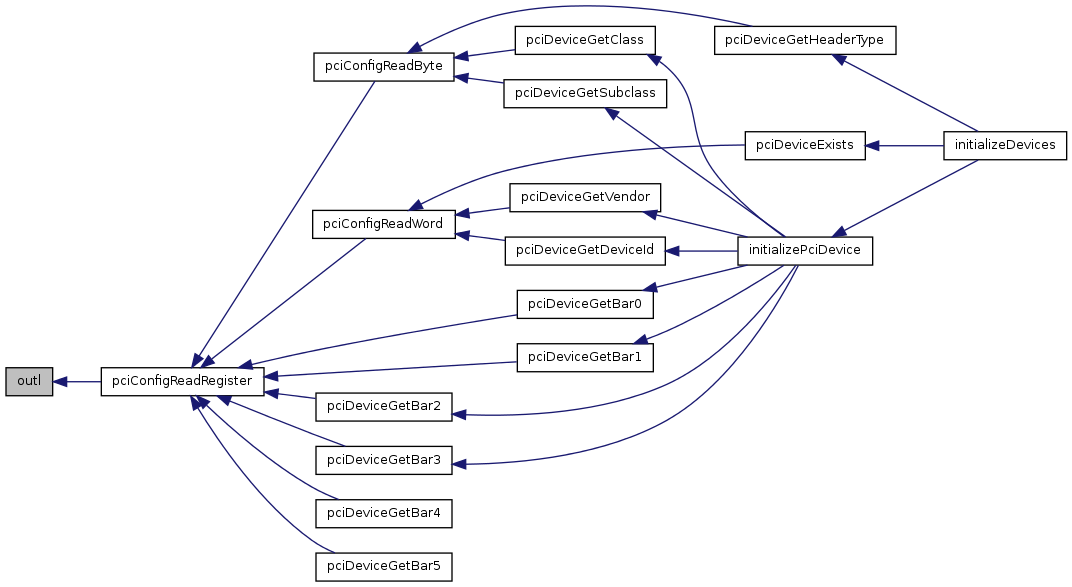 pciDeviceGetHeaderType
pciDeviceGetClass
pciConfigReadByte
pciDeviceGetSubclass
pciDeviceExists
initializeDevices
pciDeviceGetVendor
pciConfigReadWord
pciDeviceGetDeviceId
initializePciDevice
pciDeviceGetBar0
pciDeviceGetBar1
outl
pciConfigReadRegister
pciDeviceGetBar2
pciDeviceGetBar3
pciDeviceGetBar4
pciDeviceGetBar5